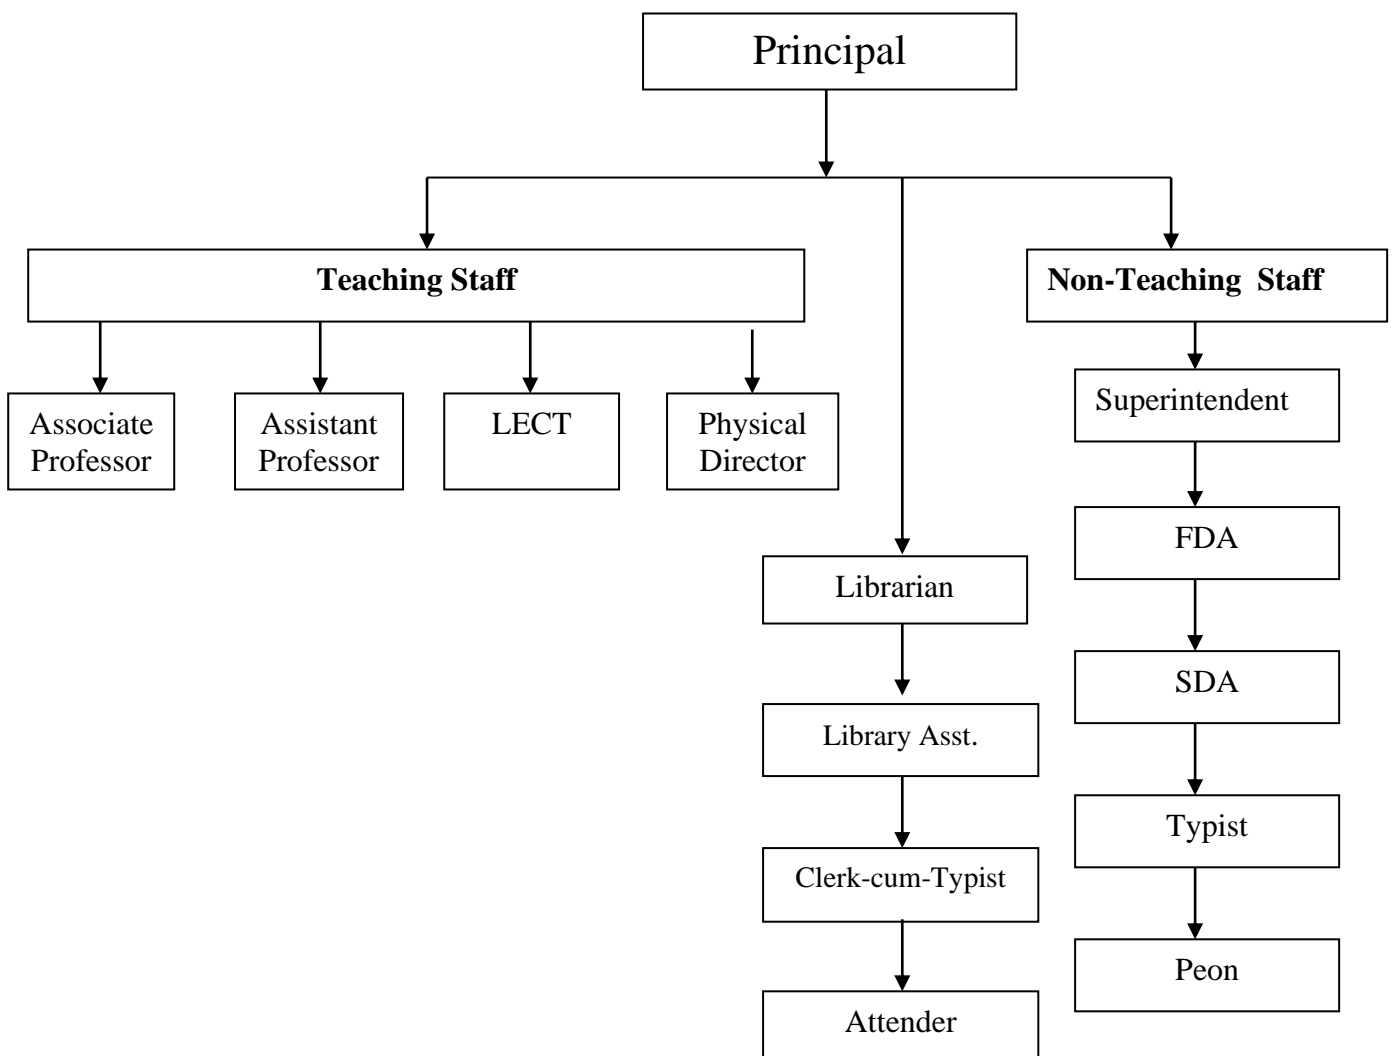 Principal
Teaching Staff
Non-Teaching  Staff
Associate
Professor
Assistant
Professor
LECT
Physical
Director
Librarian
Library Asst.
Clerk-cum-Typist
Attender
Superintendent
FDA
SDA
Typist
Peon